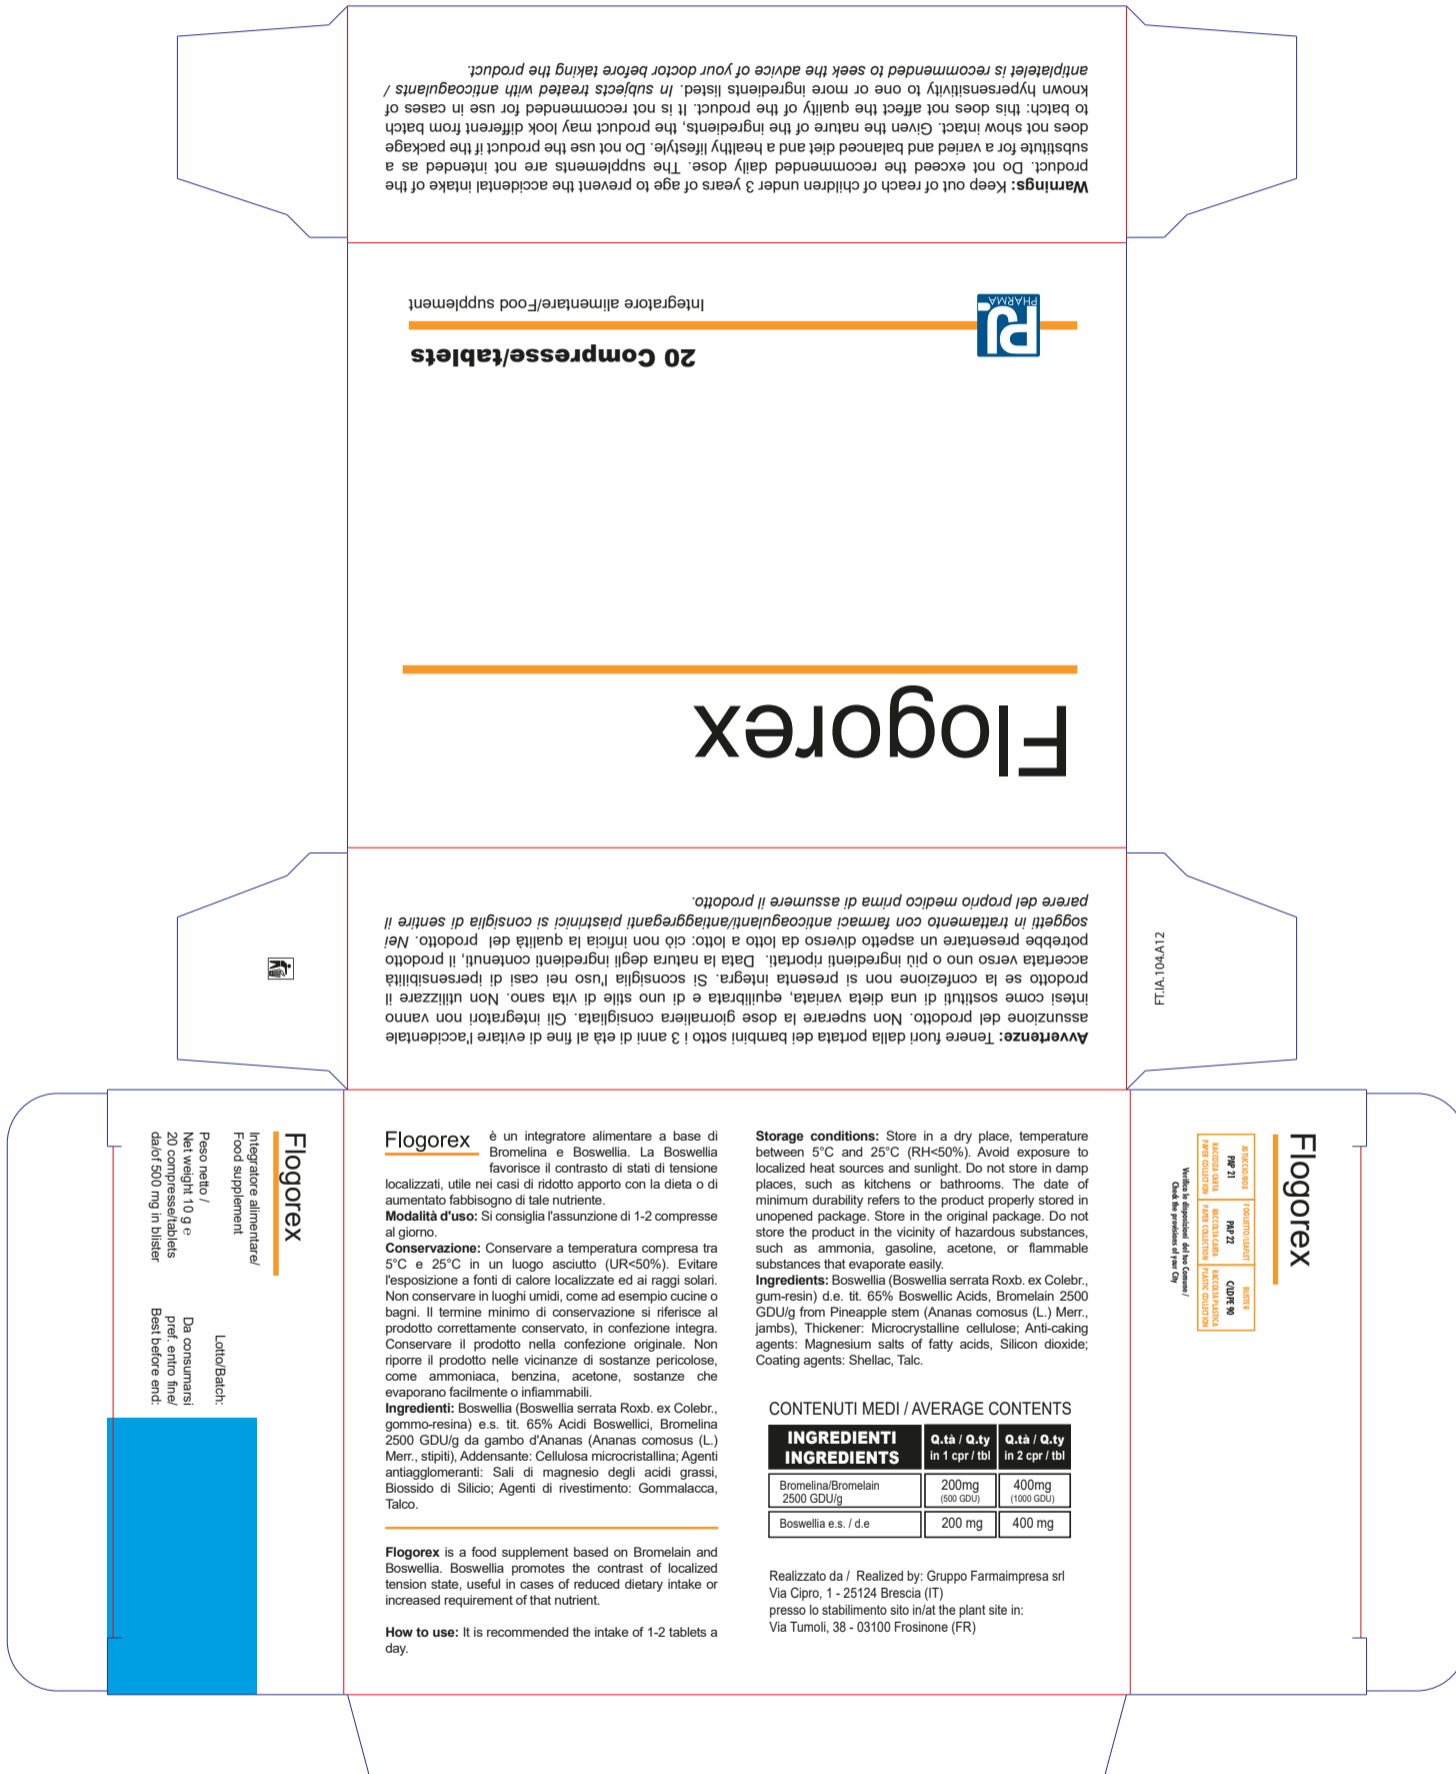 Warnings: Keep out of reach of children under 3 years of age to prevent the accidental intake of the
product. Do not exceed the recommended daily dose. The supplements are not intended as a
substitute for a varied and balanced diet and a healthy lifestyle. Do not use the product if the package
does not show intact. Given the nature of the ingredients, the product may look different from batch
to batch: this does not affect the quality of the product. It is not recommended for use in cases of
known hypersensitivity to one or more ingredients listed. In subjects treated with anticoagulants /
antiplatelet is recommended to seek the advice of your doctor before taking the product.
Flogorex
20 Compresse/tablets
Integratore alimentare/Food supplement
PJ
PHARMA
Avvertenze: Tenere fuori dalla portata dei bambini sotto i 3 anni di età al fine di evitare l'accidentale
assunzione del prodotto. Non superare la dose giornaliera consigliata. Gli integratori non vanno
intesi come sostituti di una dieta variata, equilibrata e di uno stile di vita sano. Non utilizzare il
prodotto se la confezione non si presenta integra. Si sconsiglia l'uso nei casi di ipersensibilità
accertata verso uno o più ingredienti riportati. Data la natura degli ingredienti contenuti, il prodotto
potrebbe presentare un aspetto diverso da lotto a lotto: ciò non inficia la qualità del prodotto. Nei
soggetti in trattamento con farmaci anticoagulanti/antiaggreganti piastrinici si consiglia di sentire il
parere del proprio medico prima di assumere il prodotto.
FT.IA.104.A12
Flogorex
Integratore alimentare/
Food supplement
Peso netto /
Net weight 10 g e
20 compresse/tablets
da/of 500 mg in blister
Lotto/Batch:
Da consumarsi
pref. entro fine/
Best before end:
Flogorex è un integratore alimentare a base di
Bromelina e Boswellia. La Boswellia
favorisce il contrasto di stati di tensione
localizzati, utile nei casi di ridotto apporto con la dieta o di
aumentato fabbisogno di tale nutriente.
Modalità d'uso: Si consiglia l'assunzione di 1-2 compresse
al giorno.
Conservazione: Conservare a temperatura compresa tra
5°C e 25°C in un luogo asciutto (UR<50%). Evitare
l'esposizione a fonti di calore localizzate ed ai raggi solari.
Non conservare in luoghi umidi, come ad esempio cucine o
bagni. Il termine minimo di conservazione si riferisce al
prodotto correttamente conservato, in confezione integra.
Conservare il prodotto nella confezione originale. Non
riporre il prodotto nelle vicinanze di sostanze pericolose,
come ammoniaca, benzina, acetone, sostanze che
evaporano facilmente o infiammabili.
Ingredienti: Boswellia (Boswellia serrata Roxb. ex Colebr.,
gommo-resina) e.s. tit. 65% Acidi Boswellici, Bromelina
2500 GDU/g da gambo d'Ananas (Ananas comosus (L.)
Merr., stipiti), Addensante: Cellulosa microcristallina; Agenti
antiagglomeranti: Sali di magnesio degli acidi grassi,
Biossido di Silicio; Agenti di rivestimento: Gommalacca,
Talco.
Flogorex is a food supplement based on Bromelain and
Boswellia. Boswellia promotes the contrast of localized
tension state, useful in cases of reduced dietary intake or
increased requirement of that nutrient.
How to use: It is recommended the intake of 1-2 tablets a
day.
Storage conditions: Store in a dry place, temperature
between 5°C and 25°C (RH<50%). Avoid exposure to
localized heat sources and sunlight. Do not store in damp
places, such as kitchens or bathrooms. The date of
minimum durability refers to the product properly stored in
unopened package. Store in the original package. Do not
store the product in the vicinity of hazardous substances,
such as ammonia, gasoline, acetone, or flammable
substances that evaporate easily.
Ingredients: Boswellia (Boswellia serrata Roxb. ex Colebr.,
gum-resin) d.e. tit. 65% Boswellic Acids, Bromelain 2500
GDU/g from Pineapple stem (Ananas comosus (L.) Merr.,
jambs), Thickener: Microcrystalline cellulose; Anti-caking
agents: Magnesium salts of fatty acids, Silicon dioxide;
Coating agents: Shellac, Talc.
CONTENUTI MEDI / AVERAGE CONTENTS
INGREDIENTI INGREDIENTS Q.tà / Q.ty in 1 cpr / tbl Q.tà / Q.ty in 2 cpr / tbl
Bromelina/Bromelain 2500 GDU/g 200mg (500 GDU) 400mg (1000 GDU)
Boswellia e.s. / d.e 200 mg 400 mg
Realizzato da / Realized by: Gruppo Farmaimpresa srl
Via Cipro, 1 - 25124 Brescia (IT)
presso lo stabilimento sito in/at the plant site in:
Via Tumoli, 38 - 03100 Frosinone (FR)
Flogorex
ASTUCCIO/BOX FOGLIETTO/LEAFLET BLISTER
PAP 21 PAP 22 C/LDPE 90
RACCOLTA CARTA RACCOLTA CARTA RACCOLTA PLASTICA
PAPER COLLECTION PAPER COLLECTION PLASTIC COLLECTION
Verifica le disposizioni del tuo Comune /
Check the provisions of your City